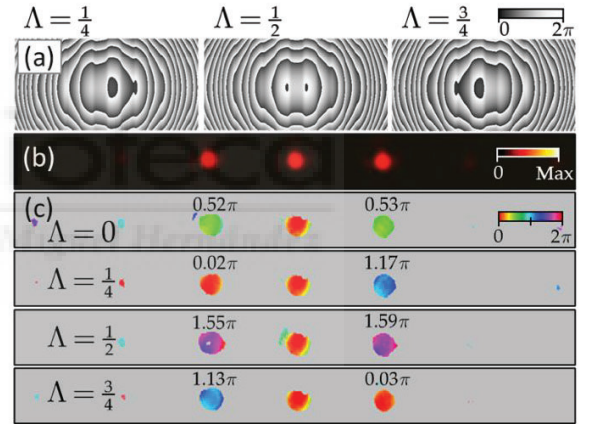 Λ = 1/4 Λ = 1/2 Λ = 3/4 0 2π
(a)
(b) 0 Max
(c) 0.52π 0.53π
Λ = 0 0 2π
0.02π 1.17π
Λ = 1/4
1.55π 1.59π
Λ = 1/2
1.13π 0.03π
Λ = 3/4